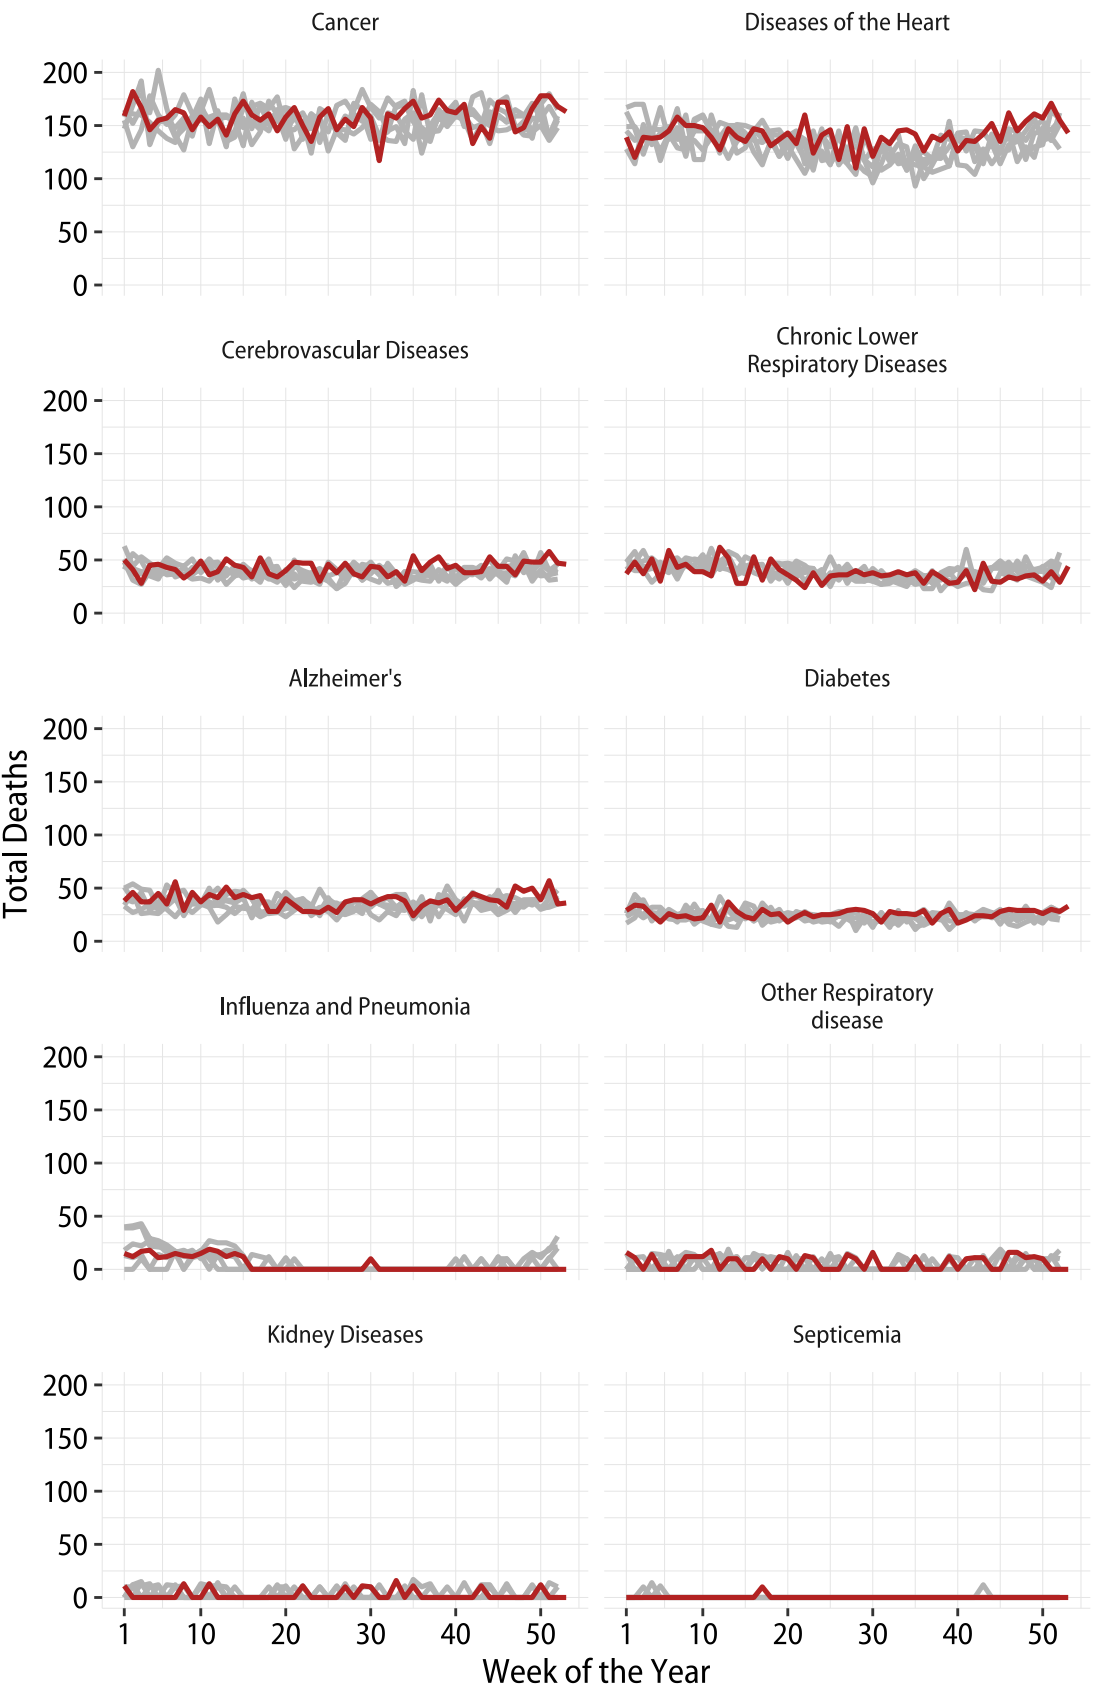 Cancer
Diseases of the Heart
200
150
100
50
0
Cerebrovascular Diseases
Chronic Lower
Respiratory Diseases
200
150
100
50
0
Alzheimer's
Diabetes
200
150
100
50
0
Total Deaths
Influenza and Pneumonia
Other Respiratory
disease
200
150
100
50
0
Kidney Diseases
Septicemia
200
150
100
50
0
1 10 20 30 40 50
1 10 20 30 40 50
Week of the Year